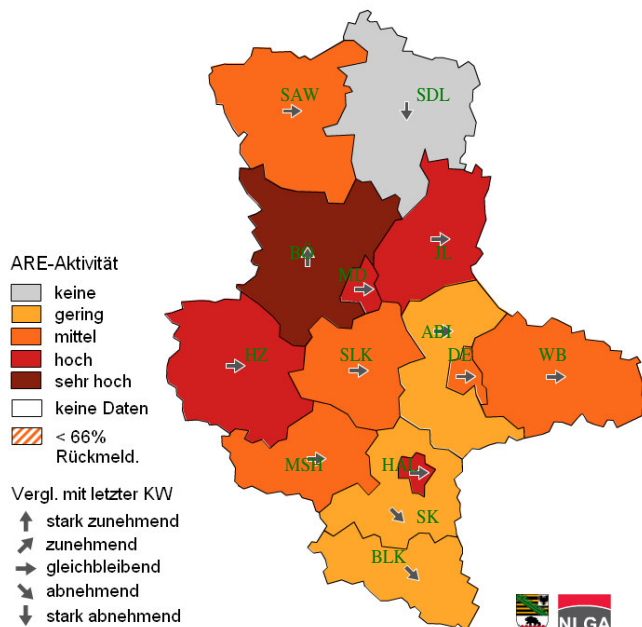 SAW
SDL
BÖ
MD
JL
ARE-Aktivität
keine
gering
mittel
hoch
sehr hoch
keine Daten
< 66%
Rückmeld.
HZ
SLK
ABI
DE
WB
MSH
HAL
SK
BLK
Vergl. mit letzter KW
stark zunehmend
zunehmend
gleichbleibend
abnehmend
stark abnehmend
NLGA